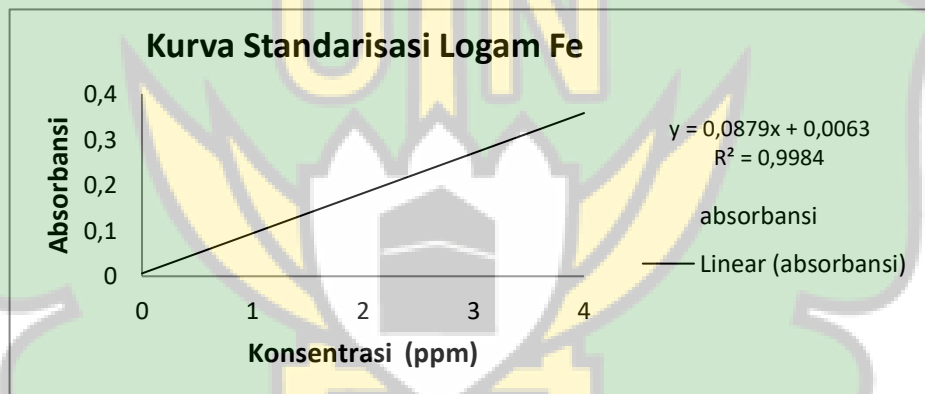 UIN
Kurva Standarisasi Logam Fe
Absorbansi
0,4
0,3
0,2
0,1
0
0 1 2 3 4
Konsentrasi (ppm)
y = 0,0879x + 0,0063
R² = 0,9984
absorbansi
Linear (absorbansi)